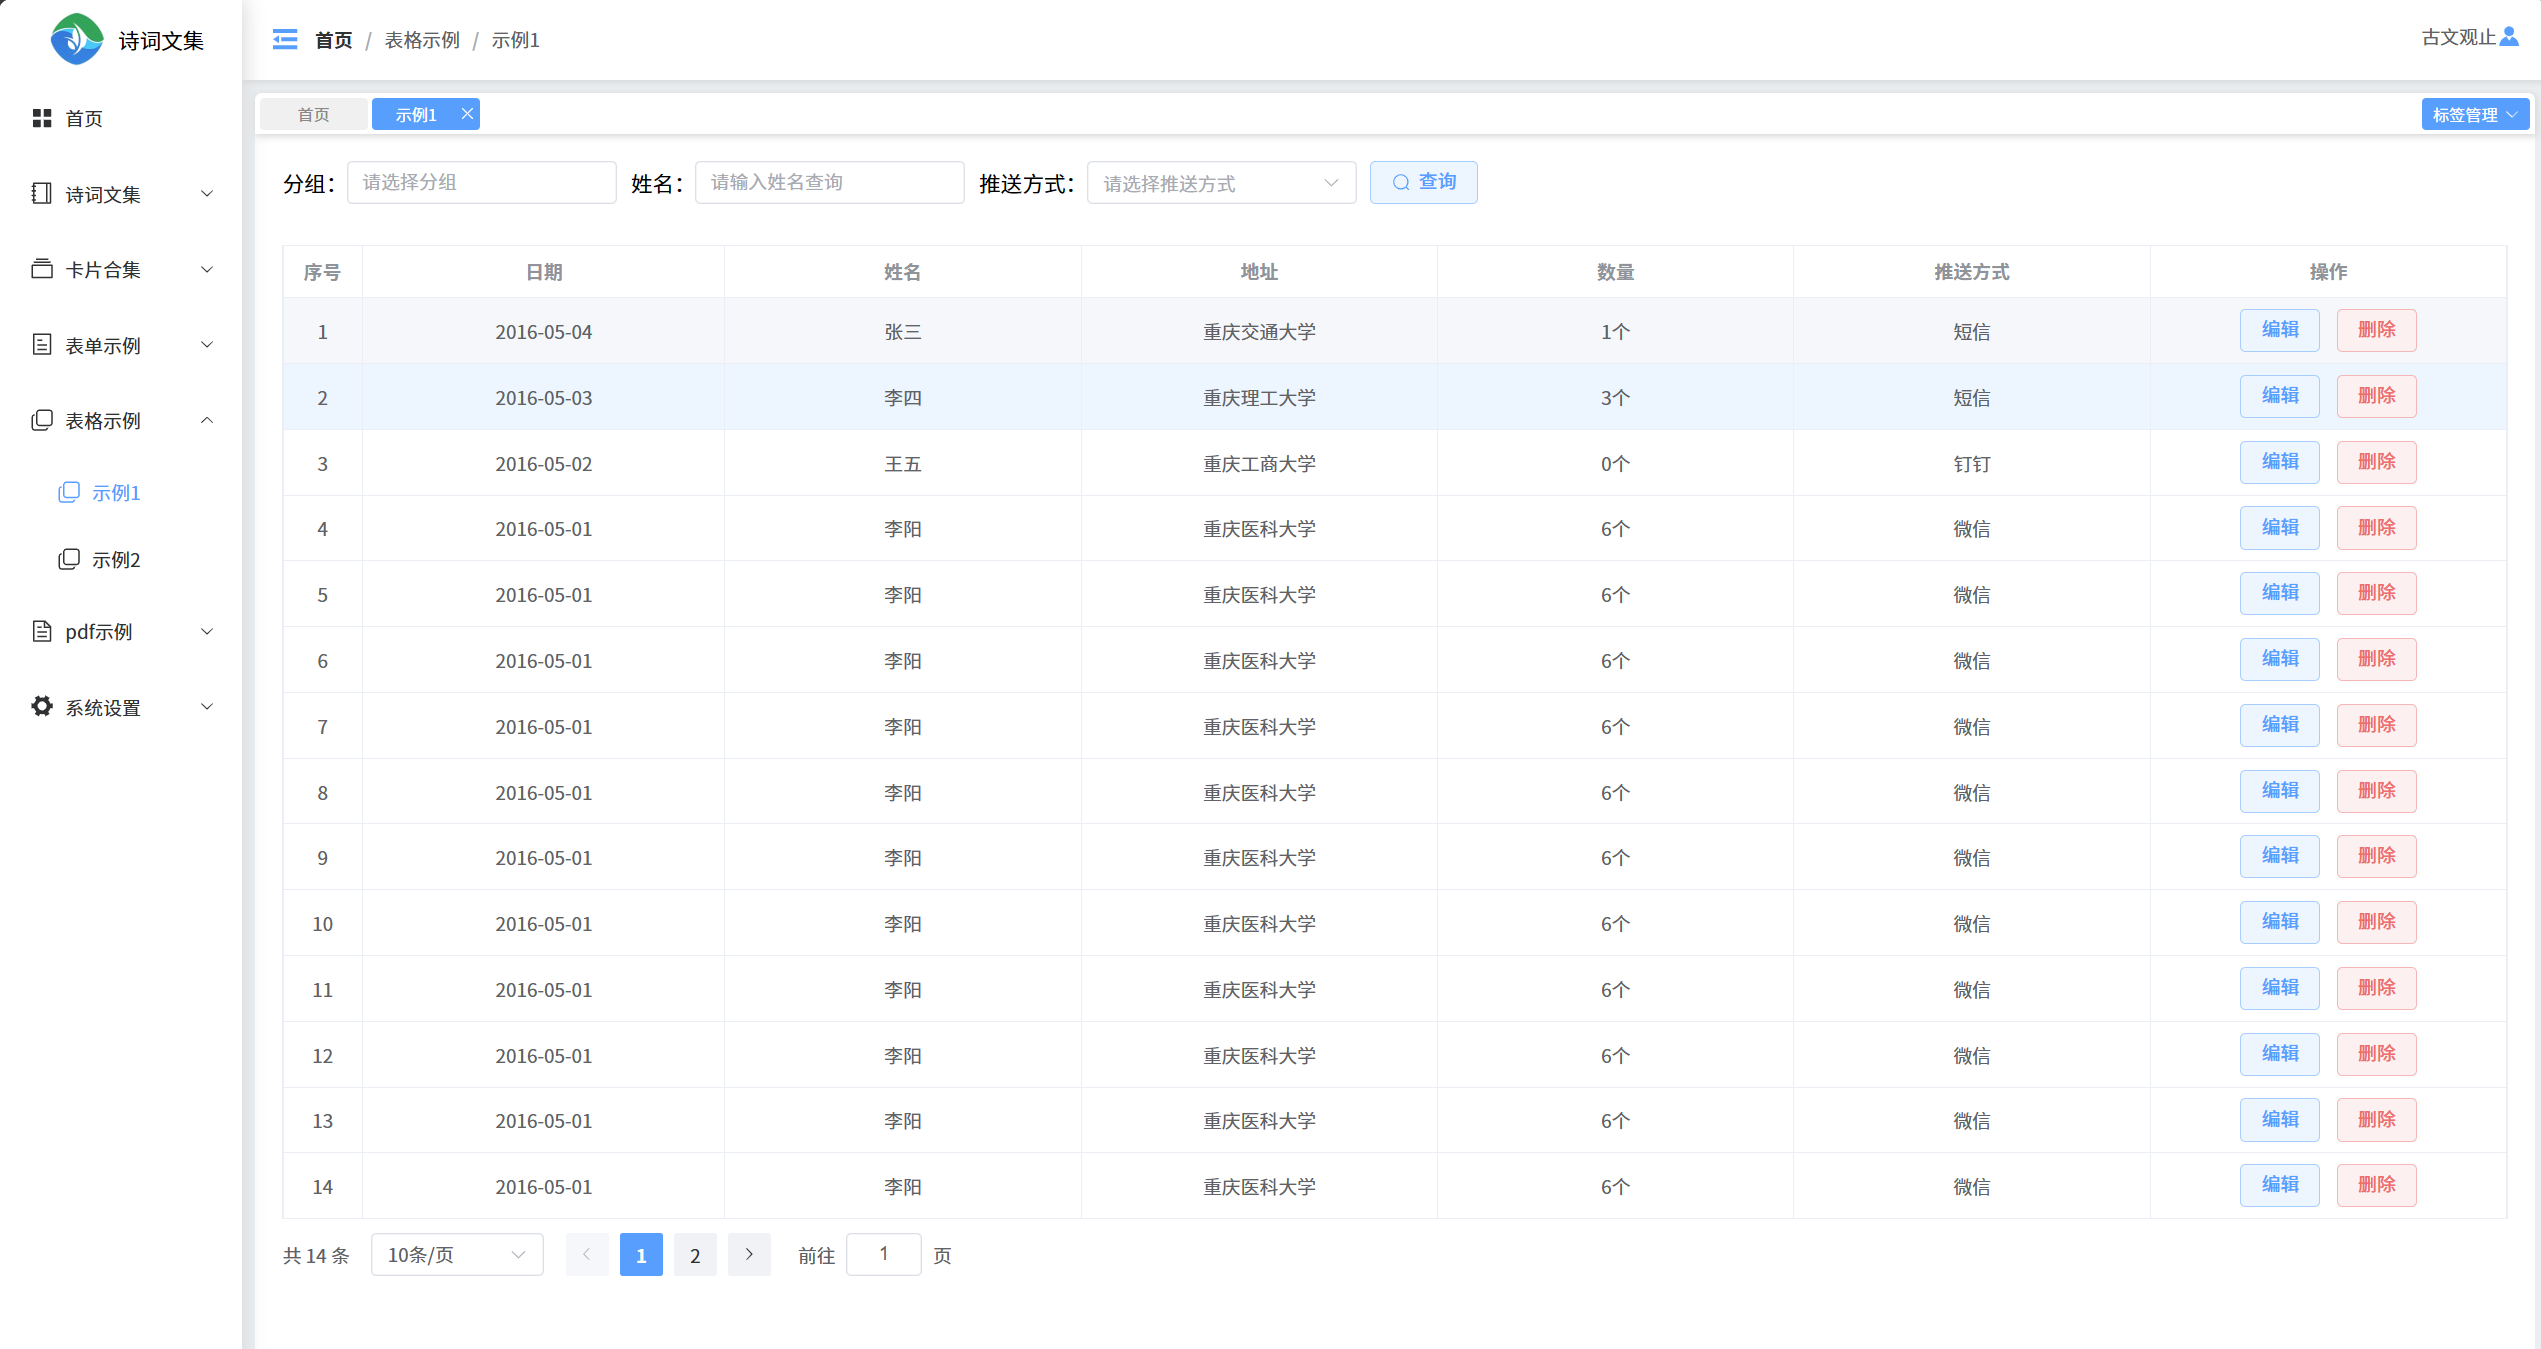 诗词文集
首页 / 表格示例 / 示例1
古文观止
首页
诗词文集
卡片合集
表单示例
表格示例
示例1
示例2
pdf示例
系统设置
首页 示例1 标签管理
分组： 请选择分组 姓名： 请输入姓名查询 推送方式： 请选择推送方式 查询
序号 日期 姓名 地址 数量 推送方式 操作
1 2016-05-04 张三 重庆交通大学 1个 短信 编辑 删除
2 2016-05-03 李四 重庆理工大学 3个 短信 编辑 删除
3 2016-05-02 王五 重庆工商大学 0个 钉钉 编辑 删除
4 2016-05-01 李阳 重庆医科大学 6个 微信 编辑 删除
5 2016-05-01 李阳 重庆医科大学 6个 微信 编辑 删除
6 2016-05-01 李阳 重庆医科大学 6个 微信 编辑 删除
7 2016-05-01 李阳 重庆医科大学 6个 微信 编辑 删除
8 2016-05-01 李阳 重庆医科大学 6个 微信 编辑 删除
9 2016-05-01 李阳 重庆医科大学 6个 微信 编辑 删除
10 2016-05-01 李阳 重庆医科大学 6个 微信 编辑 删除
11 2016-05-01 李阳 重庆医科大学 6个 微信 编辑 删除
12 2016-05-01 李阳 重庆医科大学 6个 微信 编辑 删除
13 2016-05-01 李阳 重庆医科大学 6个 微信 编辑 删除
14 2016-05-01 李阳 重庆医科大学 6个 微信 编辑 删除
共 14 条 10条/页 1 2 前往 1 页